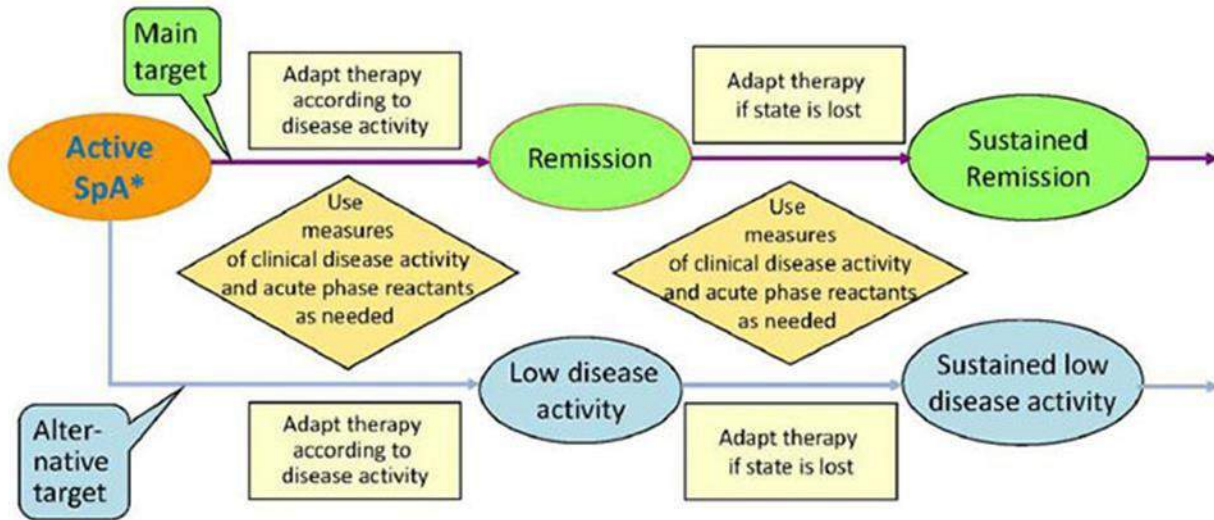 Main
target
Adapt therapy
according to
disease activity
Adapt therapy
if state is lost
Active
SpA*
Remission
Sustained
Remission
Use
measures
of clinical disease activity
and acute phase reactants
as needed
Use
measures
of clinical disease activity
and acute phase reactants
as needed
Low disease
activity
Sustained low
disease activity
Alter-
native
target
Adapt therapy
according to
disease activity
Adapt therapy
if state is lost